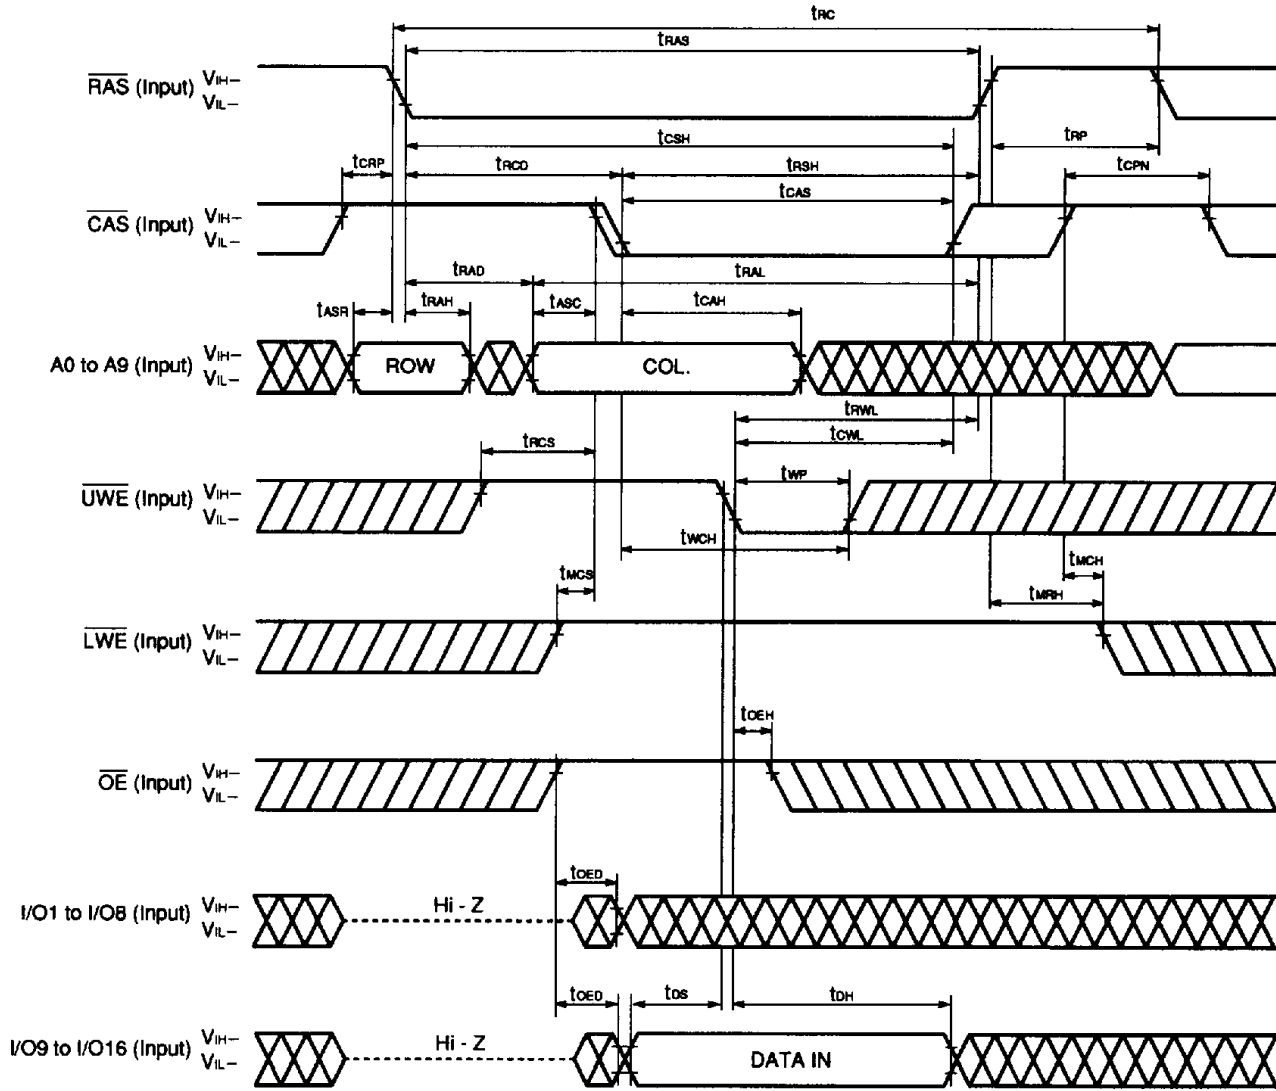 tRC
tRAS
RAS (Input) VIH–
VIL–
tCSH
tRP
tCRP tRCD tRSH tCPN
tCAS
CAS (Input) VIH–
VIL–
tRAD tRAL
tASR tRAH tASC tCAH
A0 to A9 (Input) VIH– ROW COL.
VIL–
tRWL
tRCS tCWL
tWP
UWE (Input) VIH–
VIL–
tWCH
tMCS tMCH
tMRH
LWE (Input) VIH–
VIL–
tOEH
OE (Input) VIH–
VIL–
tOED
I/O1 to I/O8 (Input) VIH– Hi - Z
VIL–
tOED tDS tDH
I/O9 to I/O16 (Input) VIH– Hi - Z DATA IN
VIL–